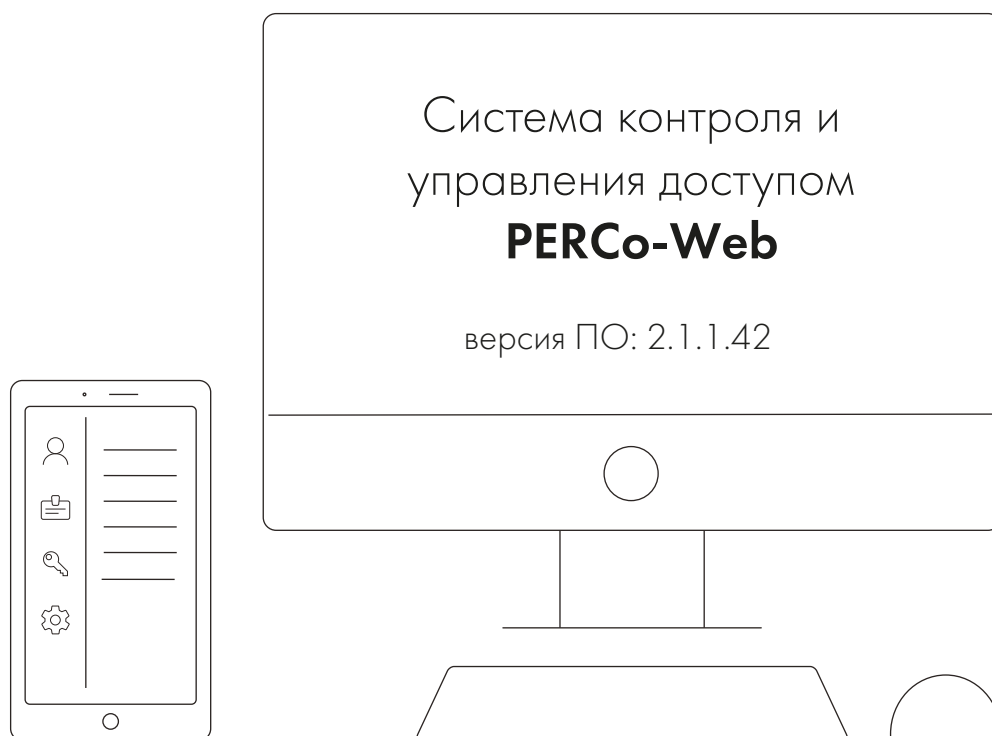 Система контроля и
управления доступом
PERCo-Web
версия ПО: 2.1.1.42